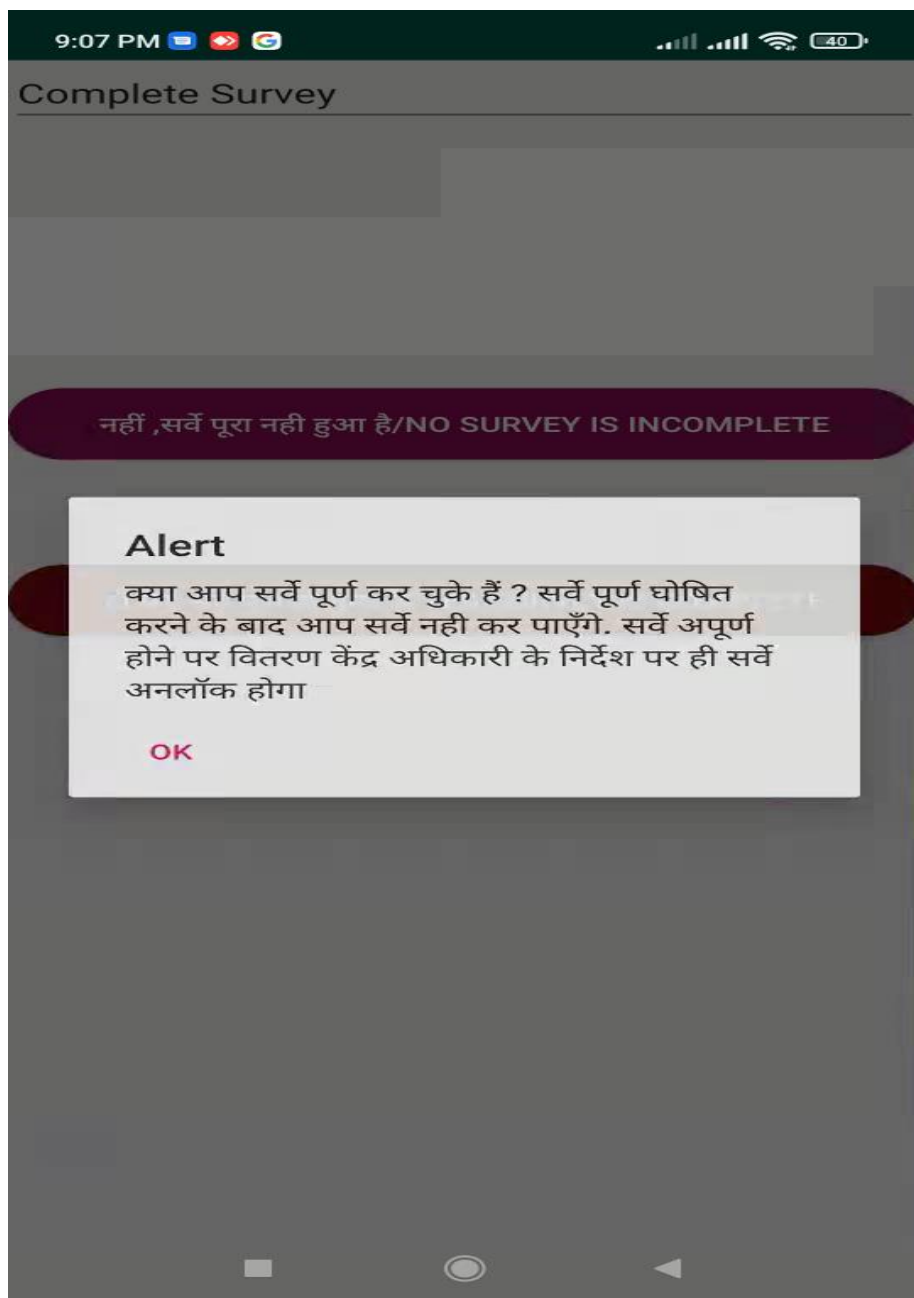 9:07 PM
40
Complete Survey
नहीं ,सर्वे पूरा नही हुआ है/NO SURVEY IS INCOMPLETE
Alert
क्या आप सर्वे पूर्ण कर चुके हैं ? सर्वे पूर्ण घोषित
करने के बाद आप सर्वे नही कर पाएँगे. सर्वे अपूर्ण
होने पर वितरण केंद्र अधिकारी के निर्देश पर ही सर्वे
अनलॉक होगा
OK